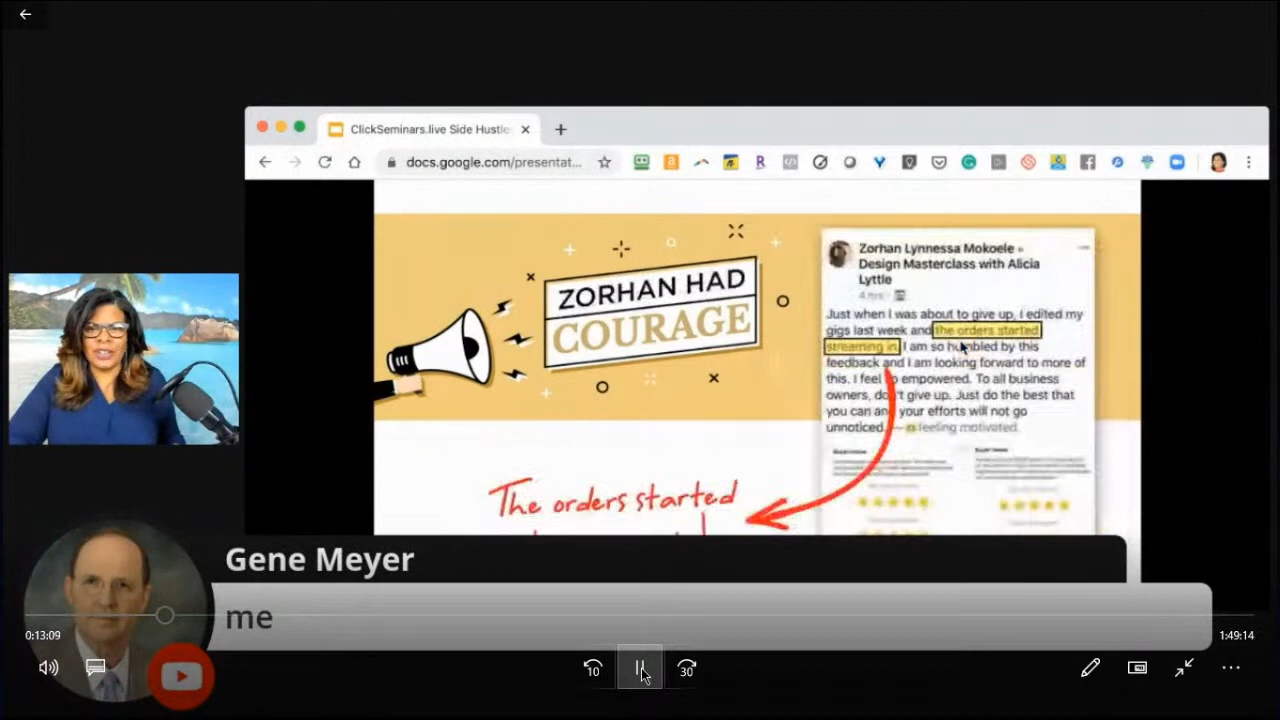 ClickSeminars.live Side Hustle
docs.google.com/presentat...
ZORHAN HAD
COURAGE
Zorhan Lynnessa Mokoele
Design Masterclass with Alicia
Lyttle
4 hrs
Just when I was about to give up, I edited my
gigs last week and the orders started
streaming in. I am so humbled by this
feedback and I am looking forward to more of
this. I feel so empowered. To all business
owners, don't give up. Just do the best that
you can and your efforts will not go
unnoticed. — feeling motivated.
The orders started
Gene Meyer
me
0:13:09
1:49:14
10
30